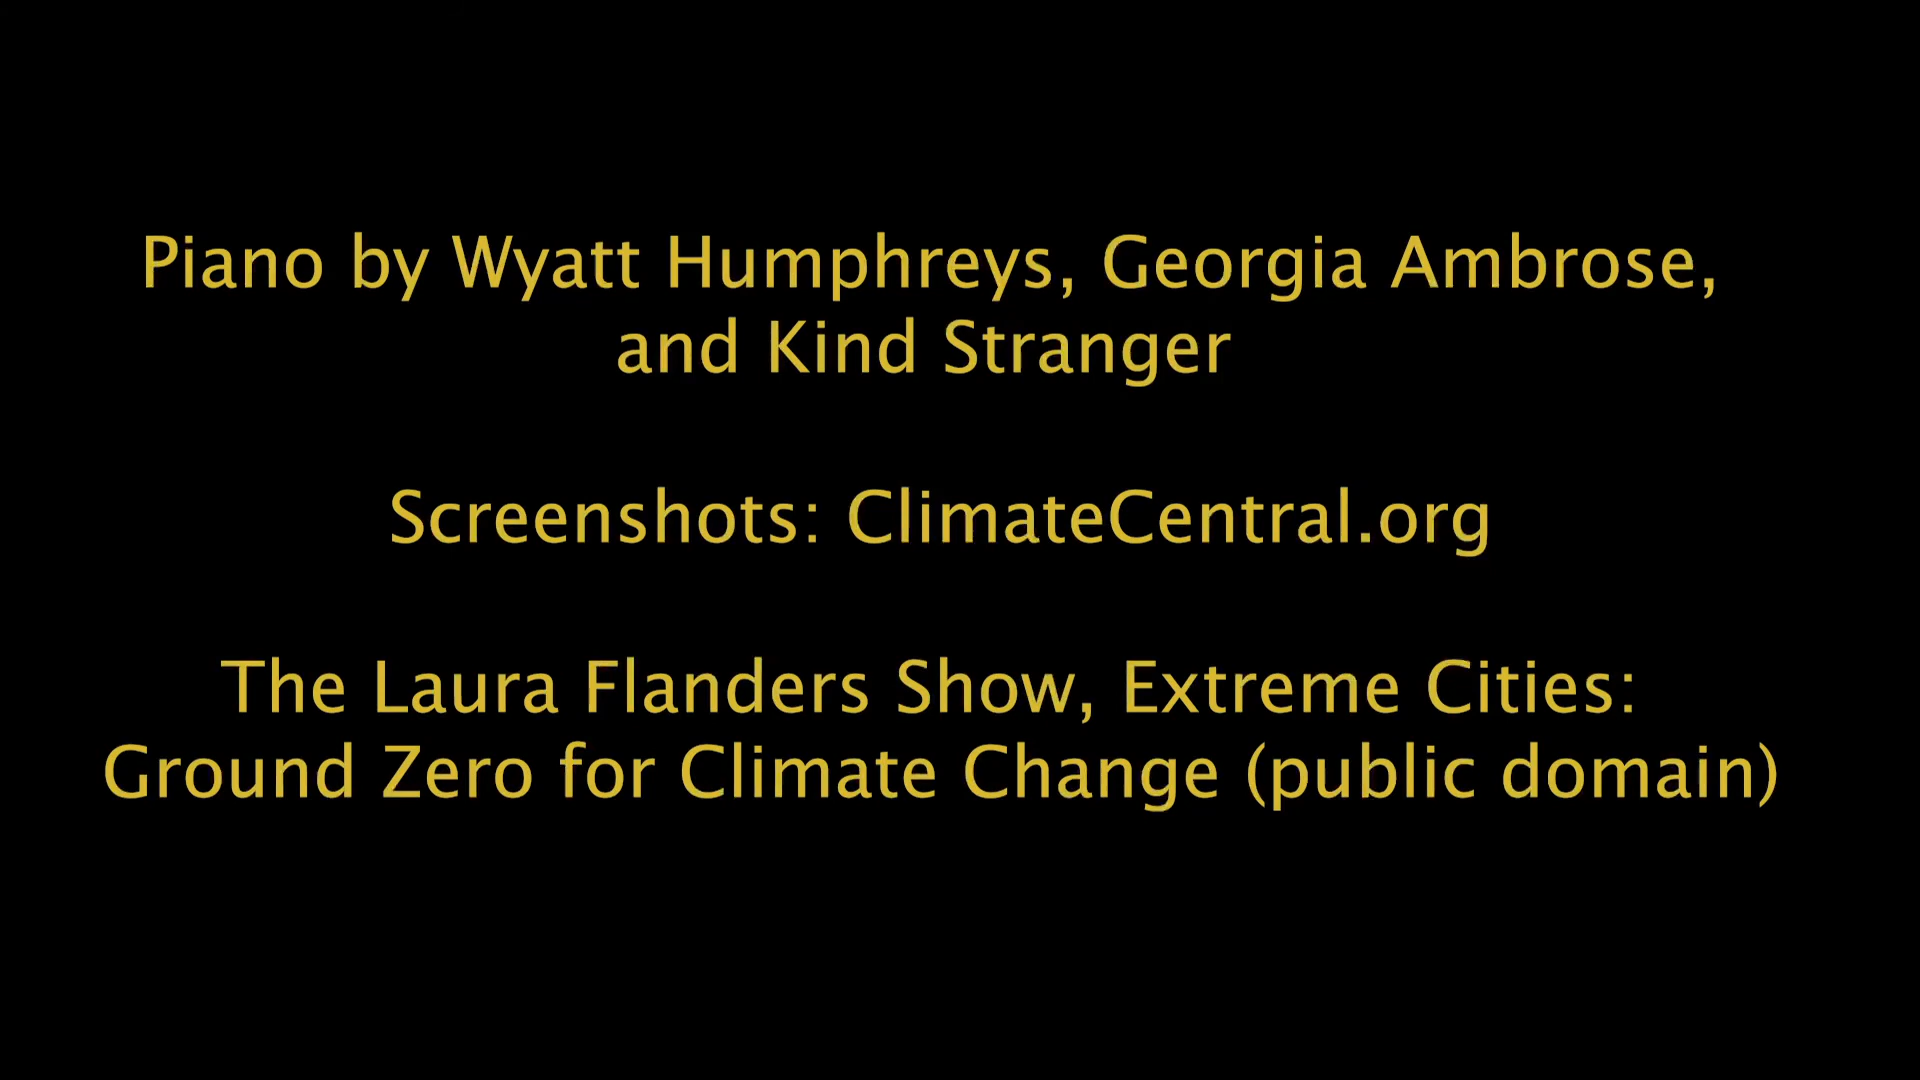 Piano by Wyatt Humphreys, Georgia Ambrose,
and Kind Stranger
Screenshots: ClimateCentral.org
The Laura Flanders Show, Extreme Cities:
Ground Zero for Climate Change (public domain)